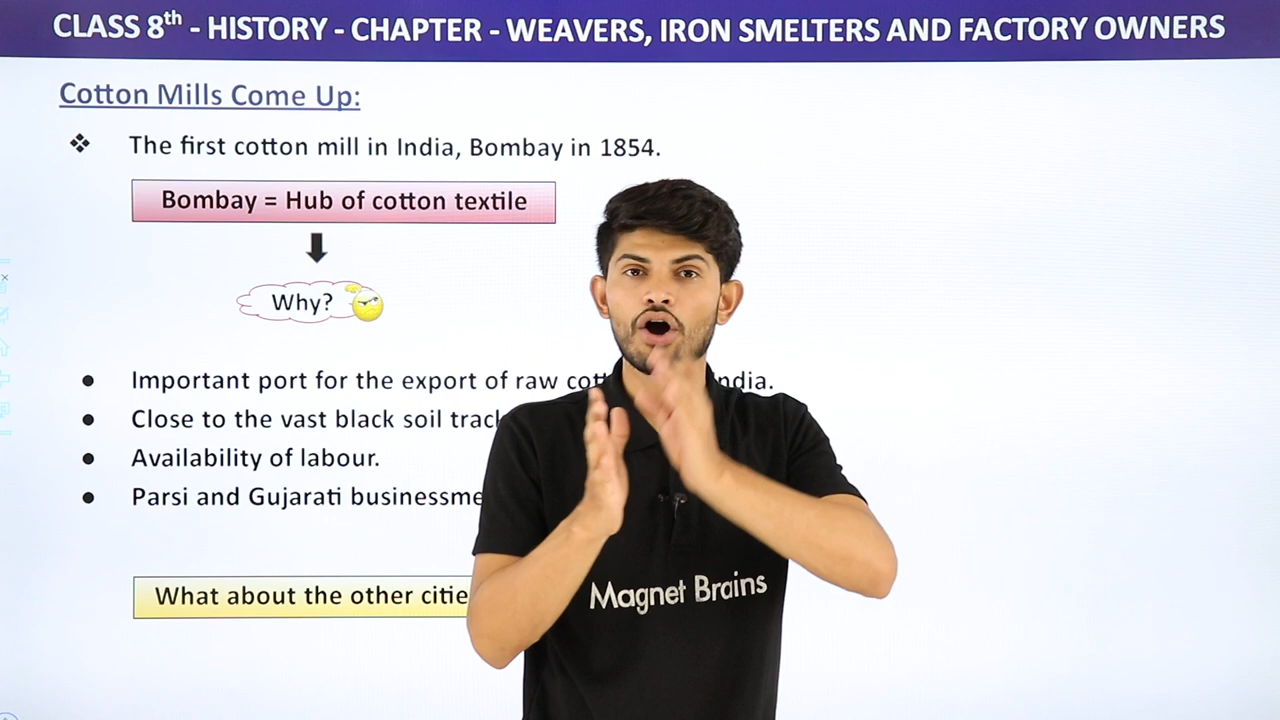 CLASS 8th - HISTORY - CHAPTER - WEAVERS, IRON SMELTERS AND FACTORY OWNERS
Cotton Mills Come Up:
❖ The first cotton mill in India, Bombay in 1854.
Bombay = Hub of cotton textile
Why?
● Important port for the export of raw cot ndia.
● Close to the vast black soil trac
● Availability of labour.
● Parsi and Gujarati businessme
What about the other citie
Magnet Brains